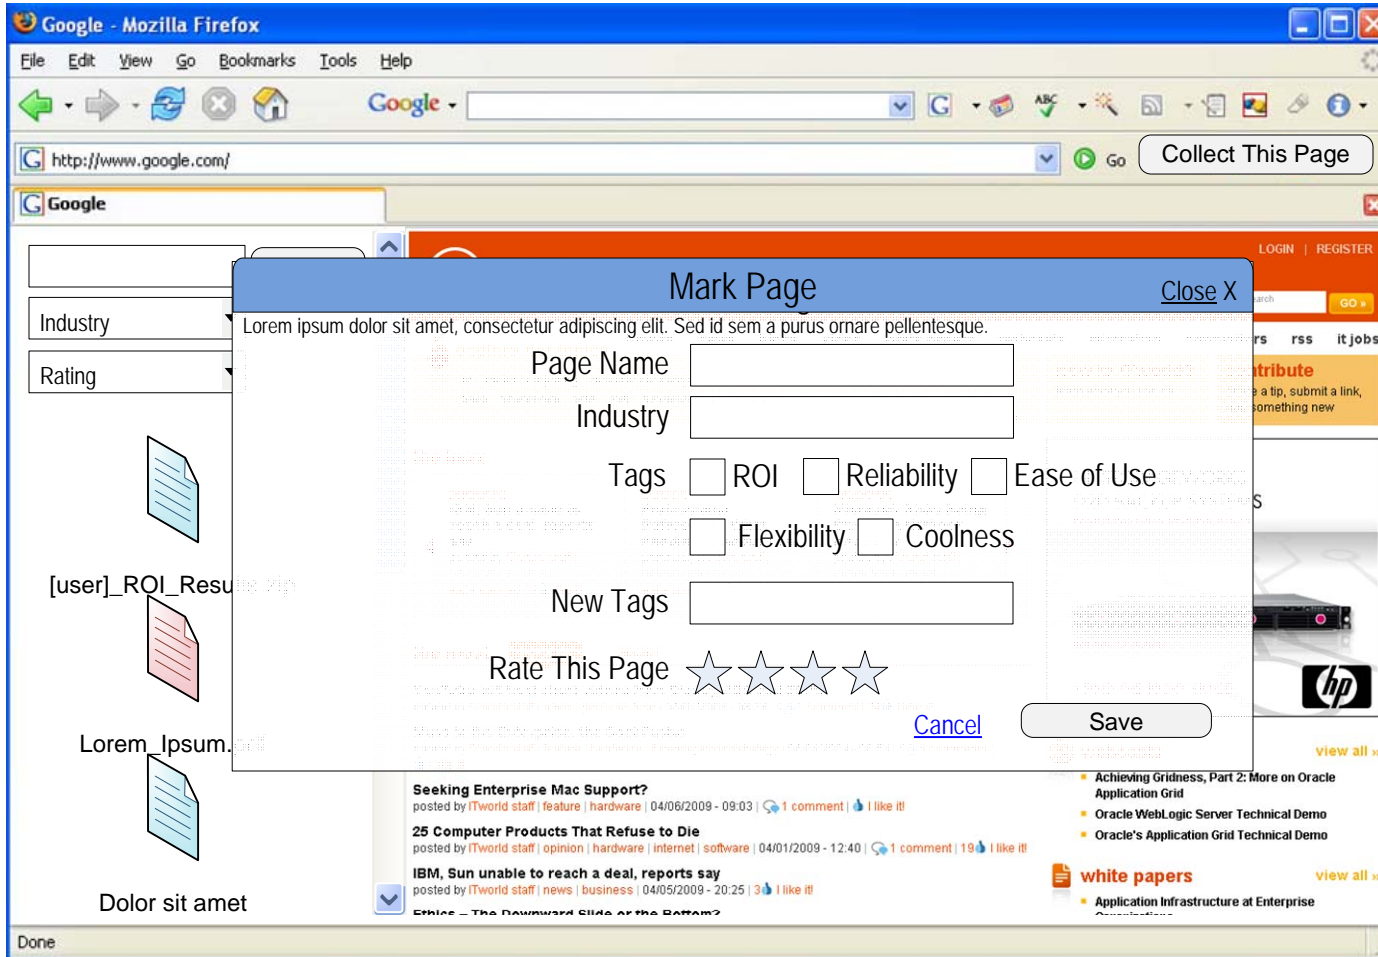 Google - Mozilla Firefox
File Edit View Go Bookmarks Tools Help
Google
ABC
http://www.google.com/
Go
Collect This Page
Google
LOGIN | REGISTER
Mark Page
Close X
GO »
Industry
Lorem ipsum dolor sit amet, consectetur adipiscing elit. Sed id sem a purus ornare pellentesque.
rss it jobs
Page Name
Rating
a tip, submit a link,
something new
Industry
Tags ROI Reliability Ease of Use
Flexibility Coolness
[user]_ROI_Resu
New Tags
Rate This Page
hp
Cancel
Save
Lorem_Ipsum.
view all »
Seeking Enterprise Mac Support?
posted by ITworld staff | feature | hardware | 04/06/2009 - 09:03 | 1 comment | I like it!
25 Computer Products That Refuse to Die
posted by ITworld staff | opinion | hardware | internet | software | 04/01/2009 - 12:40 | 1 comment | 19 I like it!
IBM, Sun unable to reach a deal, reports say
posted by ITworld staff | news | business | 04/05/2009 - 20:25 | 3 I like it!
Ethics – The Downward Slide or the Bottom?
Achieving Gridness, Part 2: More on Oracle
Application Grid
Oracle WebLogic Server Technical Demo
Oracle's Application Grid Technical Demo
white papers
view all »
Application Infrastructure at Enterprise
Dolor sit amet
Done